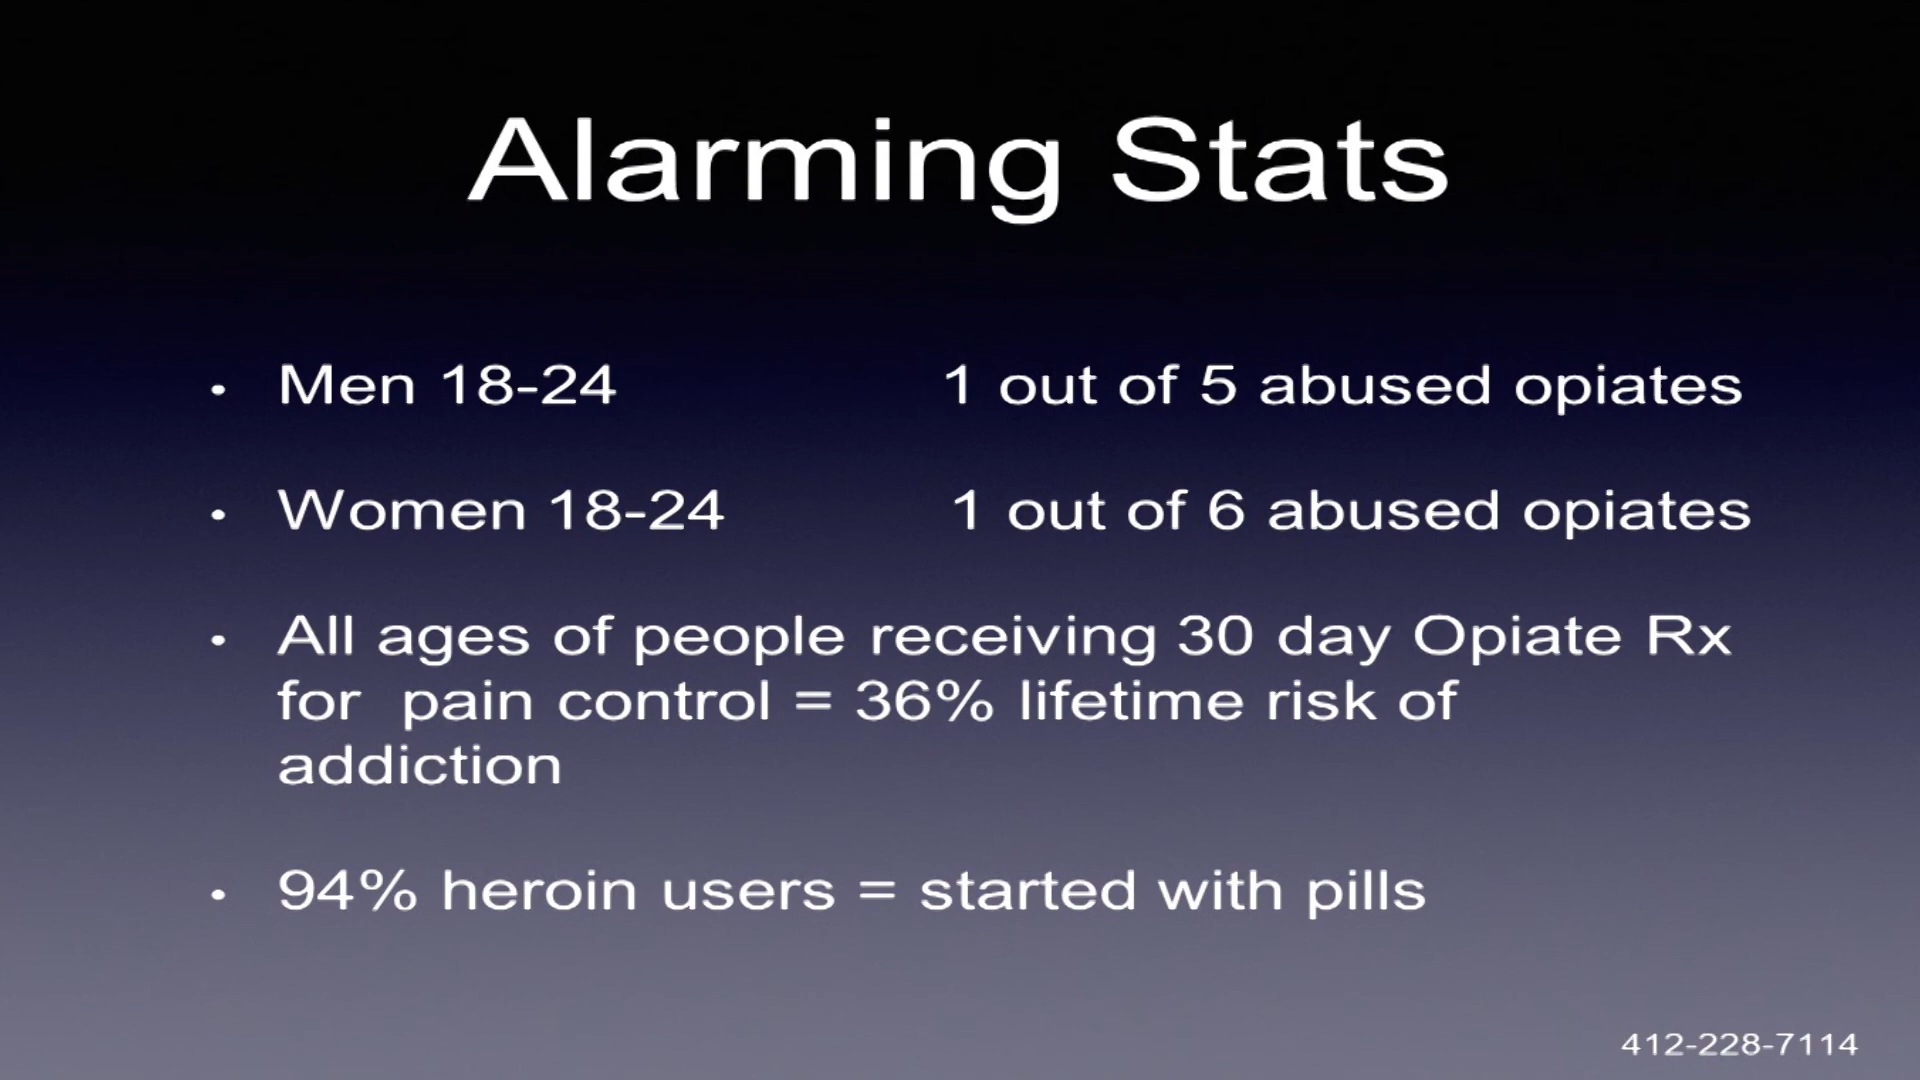 Alarming Stats
• Men 18-24 1 out of 5 abused opiates
• Women 18-24 1 out of 6 abused opiates
• All ages of people receiving 30 day Opiate Rx
for pain control = 36% lifetime risk of
addiction
• 94% heroin users = started with pills
412-228-7114